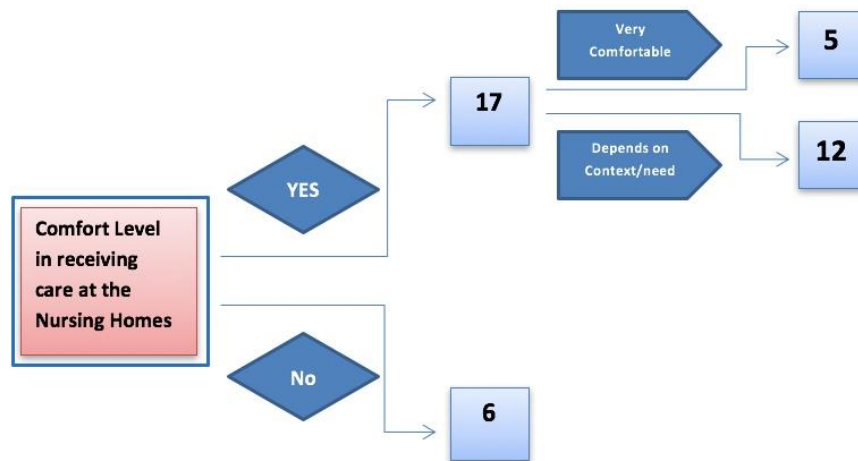 Very
Comfortable
5
17
Depends on
Context/need
12
YES
Comfort Level
in receiving
care at the
Nursing Homes
No
6